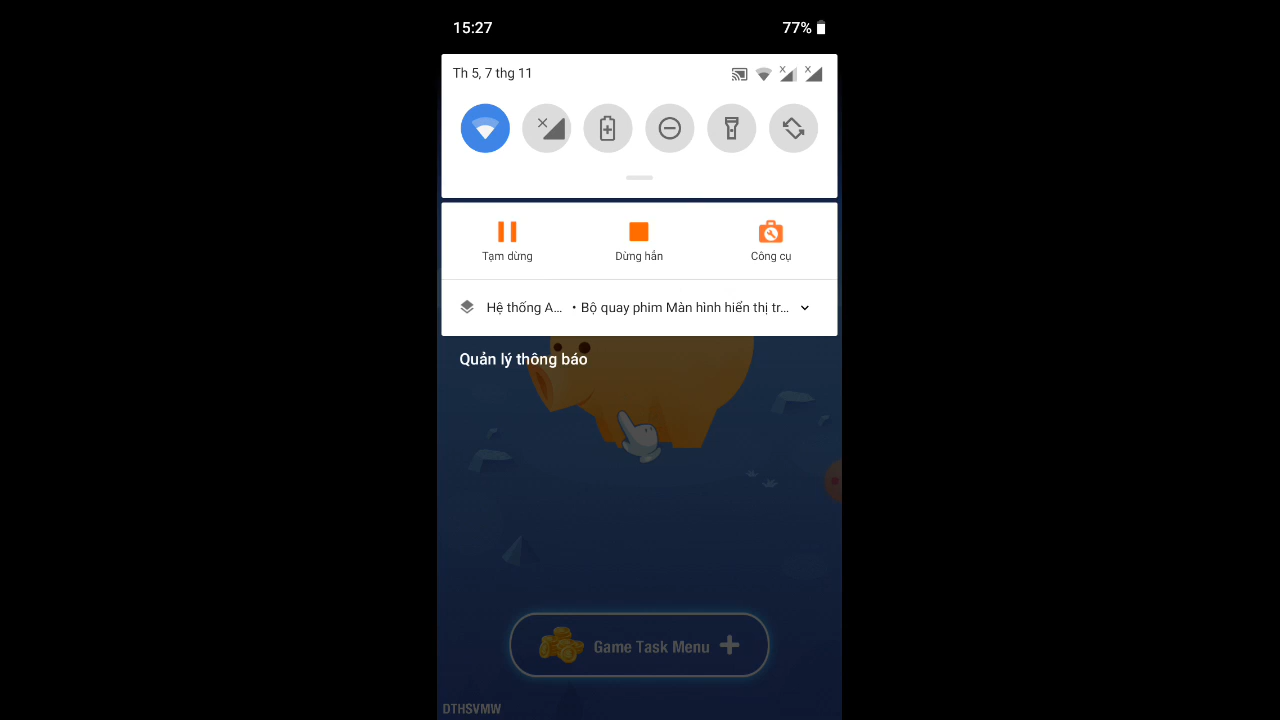 15:27 77%
Th 5, 7 thg 11
Tạm dừng Dừng hẳn Công cụ
Hệ thống A... • Bộ quay phim Màn hình hiển thị tr...
Quản lý thông báo
Game Task Menu
DTHSVMW